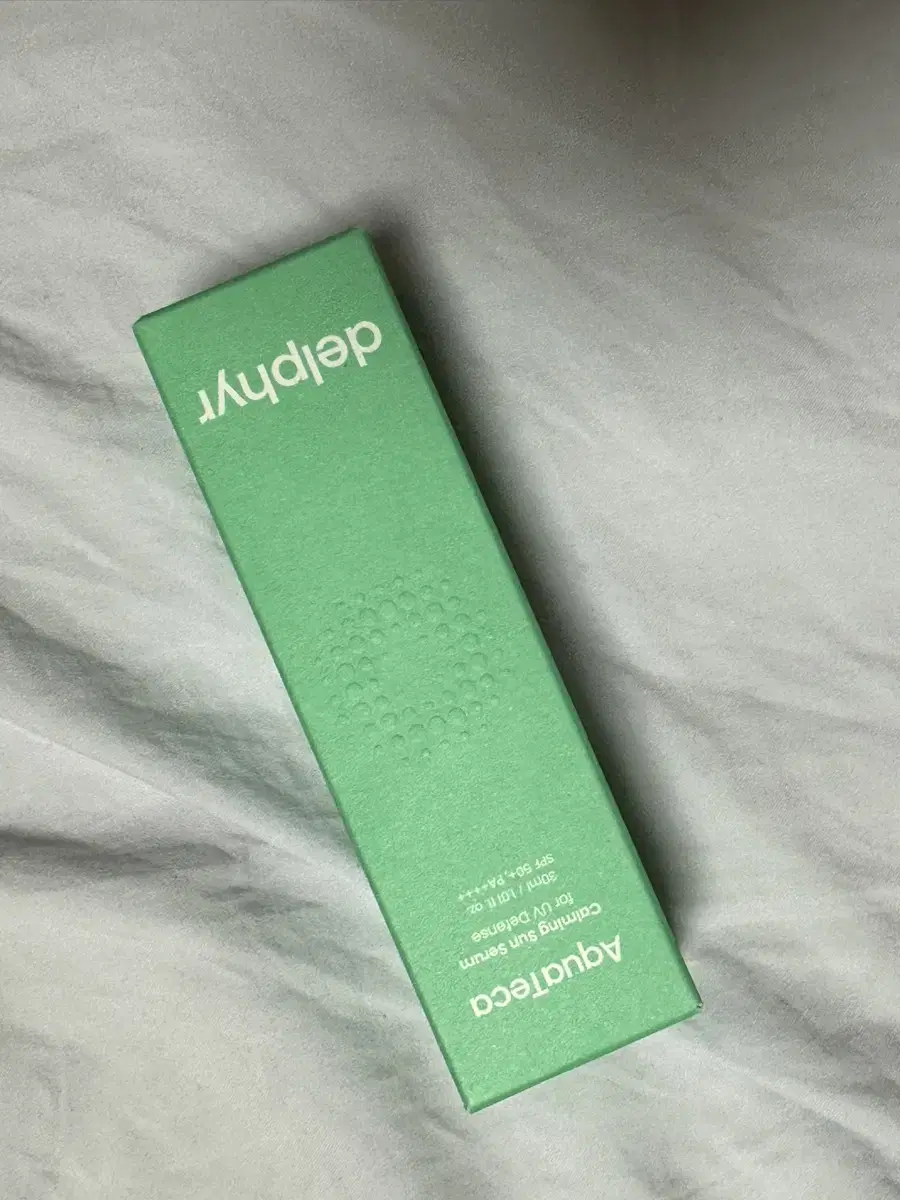 delphyr
AquaTeca
Calming Sun Serum
for UV Defense
30ml / 1.01 fl. oz.
SPF 50+, PA++++